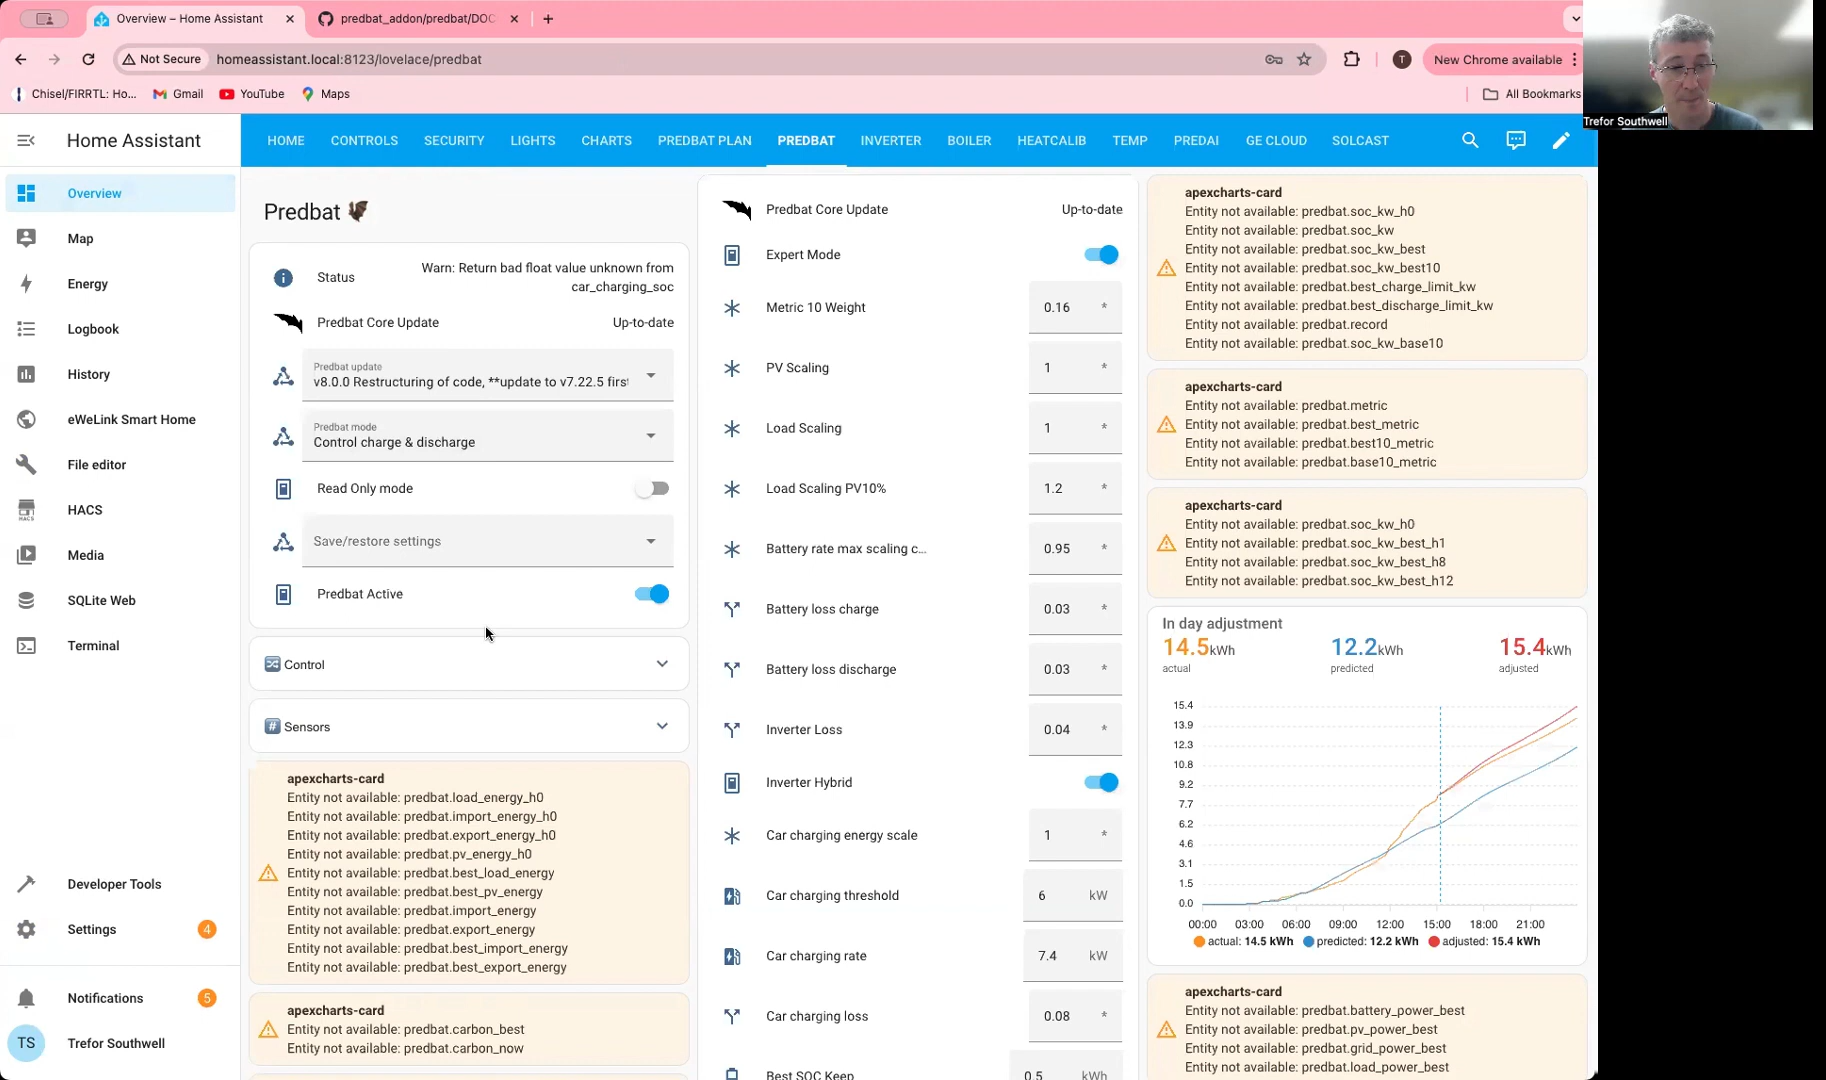 Overview – Home Assistant
predbat_addon/predbat/DOC
Not Secure
homeassistant.local:8123/lovelace/predbat
T
New Chrome available
Chisel/FIRRTL: Ho...
Gmail
YouTube
Maps
All Bookmarks
Trefor Southwell
Home Assistant
HOME
CONTROLS
SECURITY
LIGHTS
CHARTS
PREDBAT PLAN
PREDBAT
INVERTER
BOILER
HEATCALIB
TEMP
PREDAI
GE CLOUD
SOLCAST
Overview
Map
Energy
Logbook
History
eWeLink Smart Home
File editor
HACS
HACS
Media
SQLite Web
Terminal
Developer Tools
Settings
4
Notifications
5
TS
Trefor Southwell
Predbat
Status
Warn: Return bad float value unknown from
car_charging_soc
Predbat Core Update
Up-to-date
Predbat update
v8.0.0 Restructuring of code, **update to v7.22.5 first
Predbat mode
Control charge & discharge
Read Only mode
Save/restore settings
Predbat Active
Control
# Sensors
apexcharts-card
Entity not available: predbat.load_energy_h0
Entity not available: predbat.import_energy_h0
Entity not available: predbat.export_energy_h0
Entity not available: predbat.pv_energy_h0
Entity not available: predbat.best_load_energy
Entity not available: predbat.best_pv_energy
Entity not available: predbat.import_energy
Entity not available: predbat.export_energy
Entity not available: predbat.best_import_energy
Entity not available: predbat.best_export_energy
apexcharts-card
Entity not available: predbat.carbon_best
Entity not available: predbat.carbon_now
Predbat Core Update
Up-to-date
Expert Mode
Metric 10 Weight
0.16 *
PV Scaling
1 *
Load Scaling
1 *
Load Scaling PV10%
1.2 *
Battery rate max scaling c...
0.95 *
Battery loss charge
0.03 *
Battery loss discharge
0.03 *
Inverter Loss
0.04 *
Inverter Hybrid
Car charging energy scale
1 *
Car charging threshold
6 kW
Car charging rate
7.4 kW
Car charging loss
0.08 *
Best SOC Keep
0.5 kWh
apexcharts-card
Entity not available: predbat.soc_kw_h0
Entity not available: predbat.soc_kw
Entity not available: predbat.soc_kw_best
Entity not available: predbat.soc_kw_best10
Entity not available: predbat.best_charge_limit_kw
Entity not available: predbat.best_discharge_limit_kw
Entity not available: predbat.record
Entity not available: predbat.soc_kw_base10
apexcharts-card
Entity not available: predbat.metric
Entity not available: predbat.best_metric
Entity not available: predbat.best10_metric
Entity not available: predbat.base10_metric
apexcharts-card
Entity not available: predbat.soc_kw_h0
Entity not available: predbat.soc_kw_best_h1
Entity not available: predbat.soc_kw_best_h8
Entity not available: predbat.soc_kw_best_h12
In day adjustment
14.5kWh
actual
12.2kWh
predicted
15.4kWh
adjusted
15.4
13.9
12.3
10.8
9.2
7.7
6.2
4.6
3.1
1.5
0.0
00:00 03:00 06:00 09:00 12:00 15:00 18:00 21:00
actual: 14.5 kWh predicted: 12.2 kWh adjusted: 15.4 kWh
apexcharts-card
Entity not available: predbat.battery_power_best
Entity not available: predbat.pv_power_best
Entity not available: predbat.grid_power_best
Entity not available: predbat.load_power_best